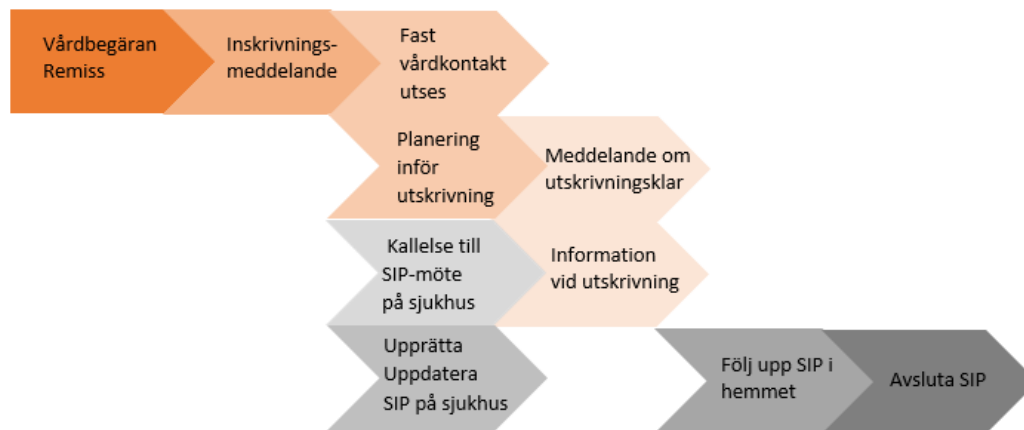 Vårdbegäran
Remiss
Inskrivnings-
meddelande
Fast
vårdkontakt
utses
Planering
inför
utskrivning
Meddelande om
utskrivningsklar
Kallelse till
SIP-möte
på sjukhus
Information
vid utskrivning
Upprätta
Uppdatera
SIP på sjukhus
Följ upp SIP i
hemmet
Avsluta SIP